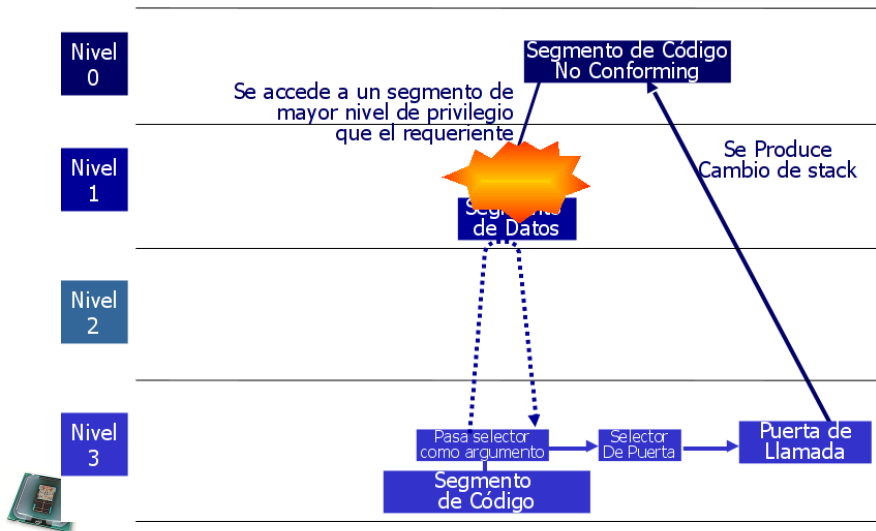 Nivel
0
Segmento de Código
No Conforming
Se accede a un segmento de
mayor nivel de privilegio
que el requeriente
Nivel
1
Se Produce
Cambio de stack
Segmento
de Datos
Nivel
2
Nivel
3
Pasa selector
como argumento
Selector
De Puerta
Puerta de
Llamada
Segmento
de Código